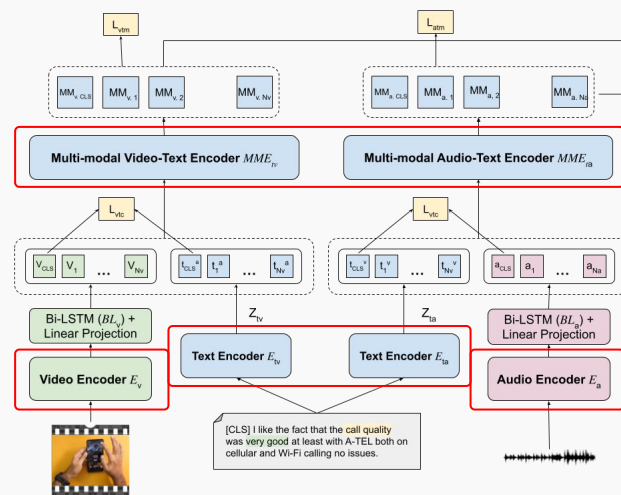 L_vtm
L_atm
MM_v. CLS MM_v. 1 MM_v. 2 MM_v. Nv
MM_a. CLS MM_a. 1 MM_a, 2 MM_a. Na
Multi-modal Video-Text Encoder MME_tv
Multi-modal Audio-Text Encoder MME_ta
L_vtc
L_vtc
V_CLS V_1 ... V_Nv
t_CLS^a t_1^a ... t_Nv^a
t_CLS^v t_1^v ... t_Nv^v
a_CLS a_1 ... a_Na
Bi-LSTM (BL_v) +
Linear Projection
Z_tv
Z_ta
Bi-LSTM (BL_a) +
Linear Projection
Video Encoder E_v
Text Encoder E_tv
Text Encoder E_ta
Audio Encoder E_a
[CLS] I like the fact that the call quality
was very good at least with A-TEL both on
cellular and Wi-Fi calling no issues.